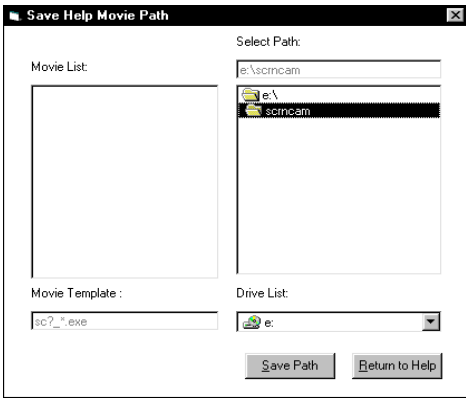 Save Help Movie Path
Select Path:
Movie List:
e:\scrncam
e:\
scrncam
Movie Template :
Drive List:
sc?_*.exe
e:
Save Path
Return to Help